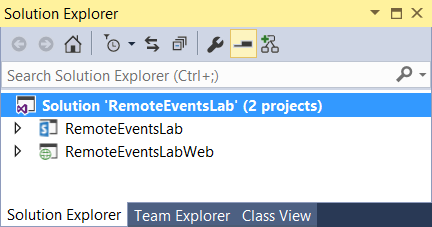 Solution Explorer
Search Solution Explorer (Ctrl+;)
Solution 'RemoteEventsLab' (2 projects)
RemoteEventsLab
RemoteEventsLabWeb
Solution Explorer Team Explorer Class View